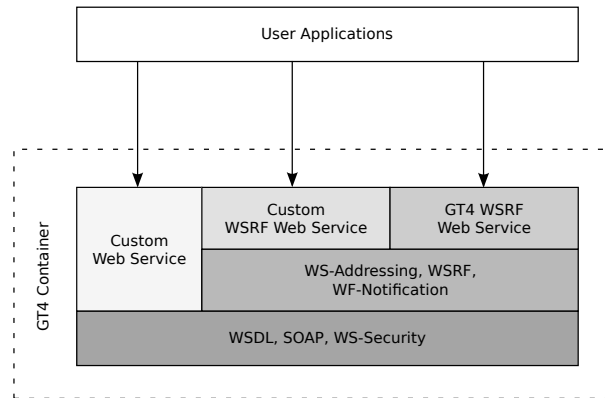 User Applications
GT4 Container
Custom
Web Service
Custom
WSRF Web Service
GT4 WSRF
Web Service
WS-Addressing, WSRF,
WF-Notification
WSDL, SOAP, WS-Security